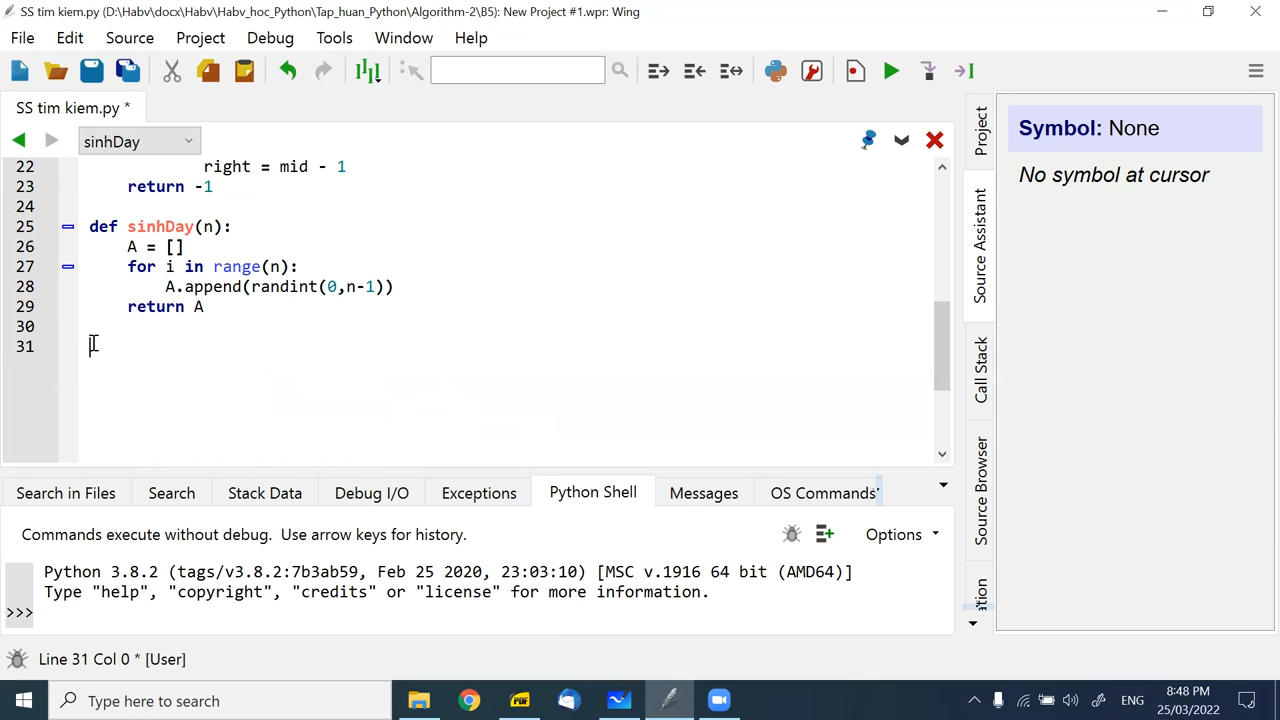 SS tim kiem.py (D:\Habv\docx\Habv\Habv_hoc_Python\Tap_huan_Python\Algorithm-2\B5): New Project #1.wpr: Wing
File Edit Source Project Debug Tools Window Help
SS tim kiem.py *
sinhDay
22 right = mid - 1
23 return -1
24
25 def sinhDay(n):
26 A = []
27 for i in range(n):
28 A.append(randint(0,n-1))
29 return A
30
31
Project
Source Assistant
Call Stack
Source Browser
Symbol: None
No symbol at cursor
Search in Files Search Stack Data Debug I/O Exceptions Python Shell Messages OS Commands
Commands execute without debug. Use arrow keys for history.
Options
Python 3.8.2 (tags/v3.8.2:7b3ab59, Feb 25 2020, 23:03:10) [MSC v.1916 64 bit (AMD64)]
Type "help", "copyright", "credits" or "license" for more information.
>>>
Line 31 Col 0 * [User]
Type here to search
PDF
ENG
8:48 PM
25/03/2022